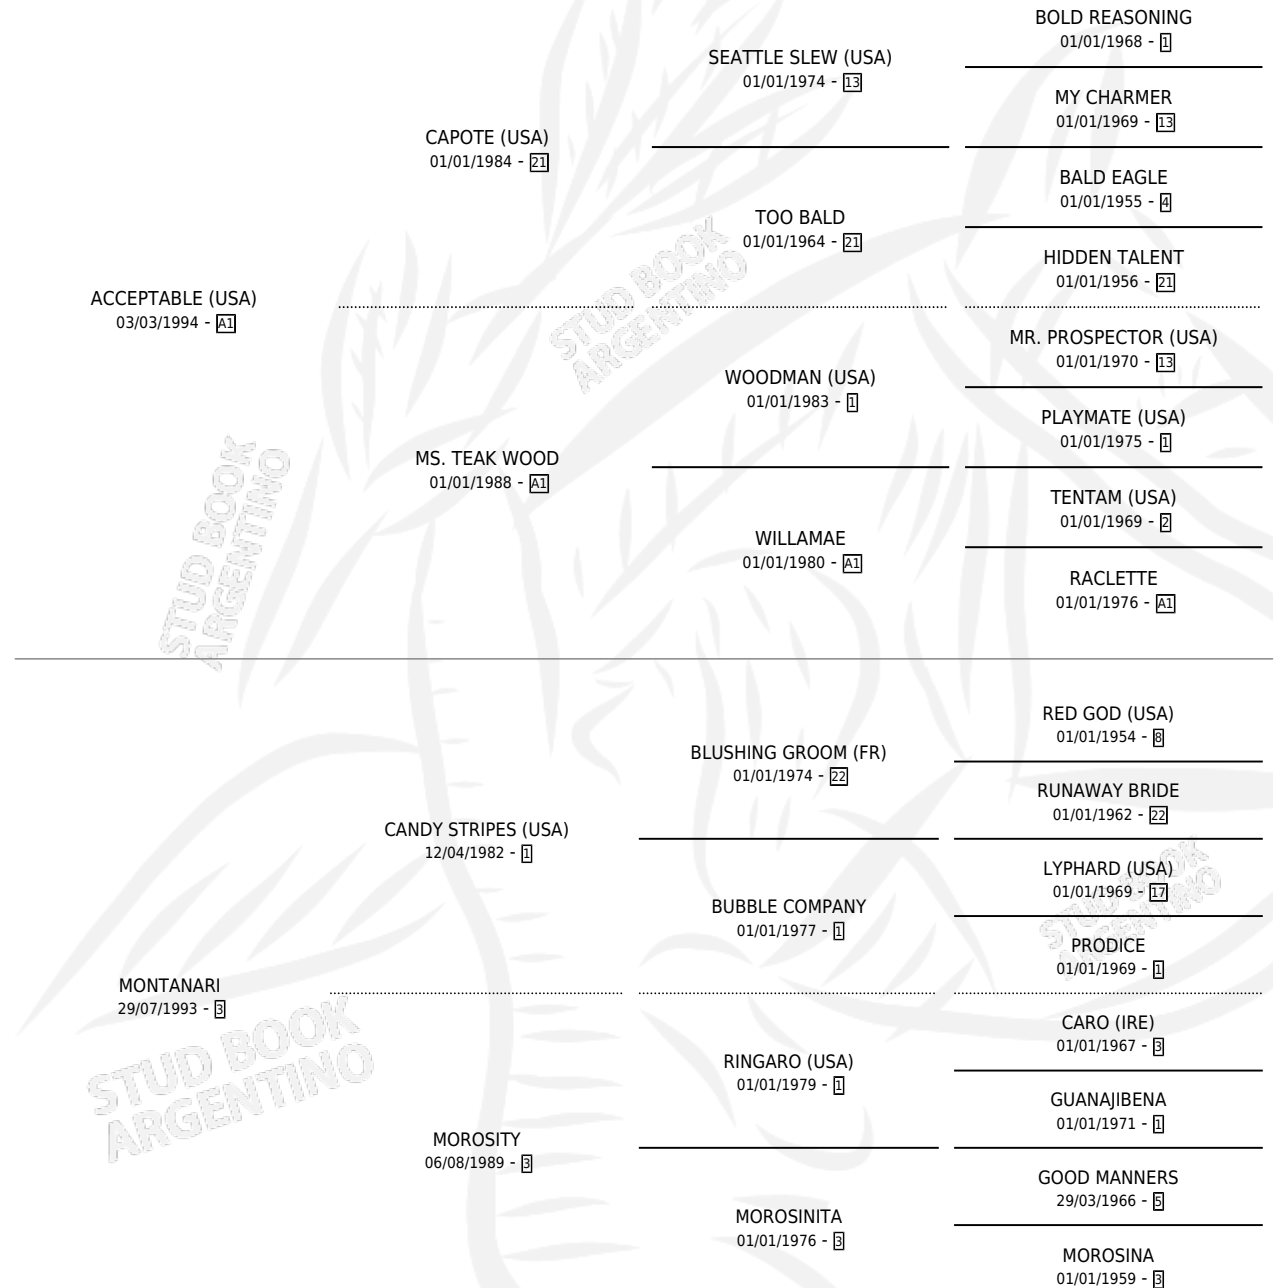 BOLD REASONING
01/01/1968 - 1
SEATTLE SLEW (USA)
01/01/1974 - 13
MY CHARMER
01/01/1969 - 13
CAPOTE (USA)
01/01/1984 - 21
BALD EAGLE
01/01/1955 - 4
TOO BALD
01/01/1964 - 21
HIDDEN TALENT
01/01/1956 - 21
ACCEPTABLE (USA)
03/03/1994 - A1
STUD BOOK
ARGENTINO
MR. PROSPECTOR (USA)
01/01/1970 - 13
WOODMAN (USA)
01/01/1983 - 1
PLAYMATE (USA)
01/01/1975 - 1
MS. TEAK WOOD
01/01/1988 - A1
TENTAM (USA)
01/01/1969 - 2
WILLAMAE
01/01/1980 - A1
RACLETTE
01/01/1976 - A1
STUD BOOK
ARGENTINO
RED GOD (USA)
01/01/1954 - 8
BLUSHING GROOM (FR)
01/01/1974 - 22
RUNAWAY BRIDE
01/01/1962 - 22
CANDY STRIPES (USA)
12/04/1982 - 1
LYPHARD (USA)
01/01/1969 - 17
BUBBLE COMPANY
01/01/1977 - 1
STUD BOOK
ARGENTINO
PRODICE
01/01/1969 - 1
MONTANARI
29/07/1993 - 3
CARO (IRE)
01/01/1967 - 3
RINGARO (USA)
01/01/1979 - 1
GUANAJIBENA
01/01/1971 - 1
STUD BOOK
ARGENTINO
MOROSITY
06/08/1989 - 3
GOOD MANNERS
29/03/1966 - 5
MOROSINITA
01/01/1976 - 3
MOROSINA
01/01/1959 - 3